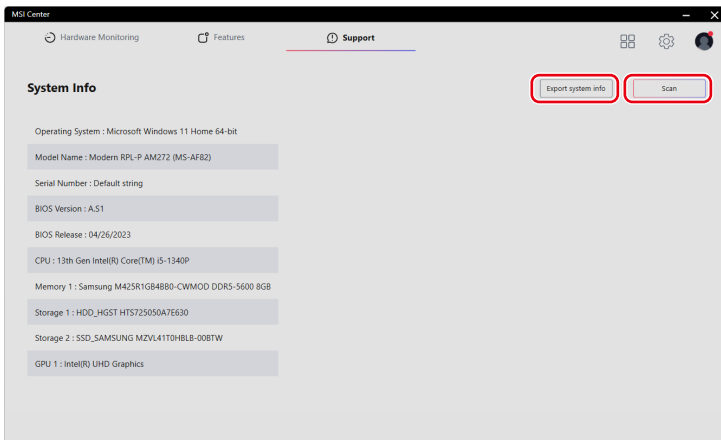 MSI Center
Hardware Monitoring
Features
Support
System Info
Export system info
Scan
Operating System : Microsoft Windows 11 Home 64-bit
Model Name : Modern RPL-P AM272 (MS-AF82)
Serial Number : Default string
BIOS Version : A.S1
BIOS Release : 04/26/2023
CPU : 13th Gen Intel(R) Core(TM) i5-1340P
Memory 1 : Samsung M425R1GB4BB0-CWMOD DDR5-5600 8GB
Storage 1 : HDD_HGST HTS725050A7E630
Storage 2 : SSD_SAMSUNG MZVL41T0HBLB-00BTW
GPU 1 : Intel(R) UHD Graphics